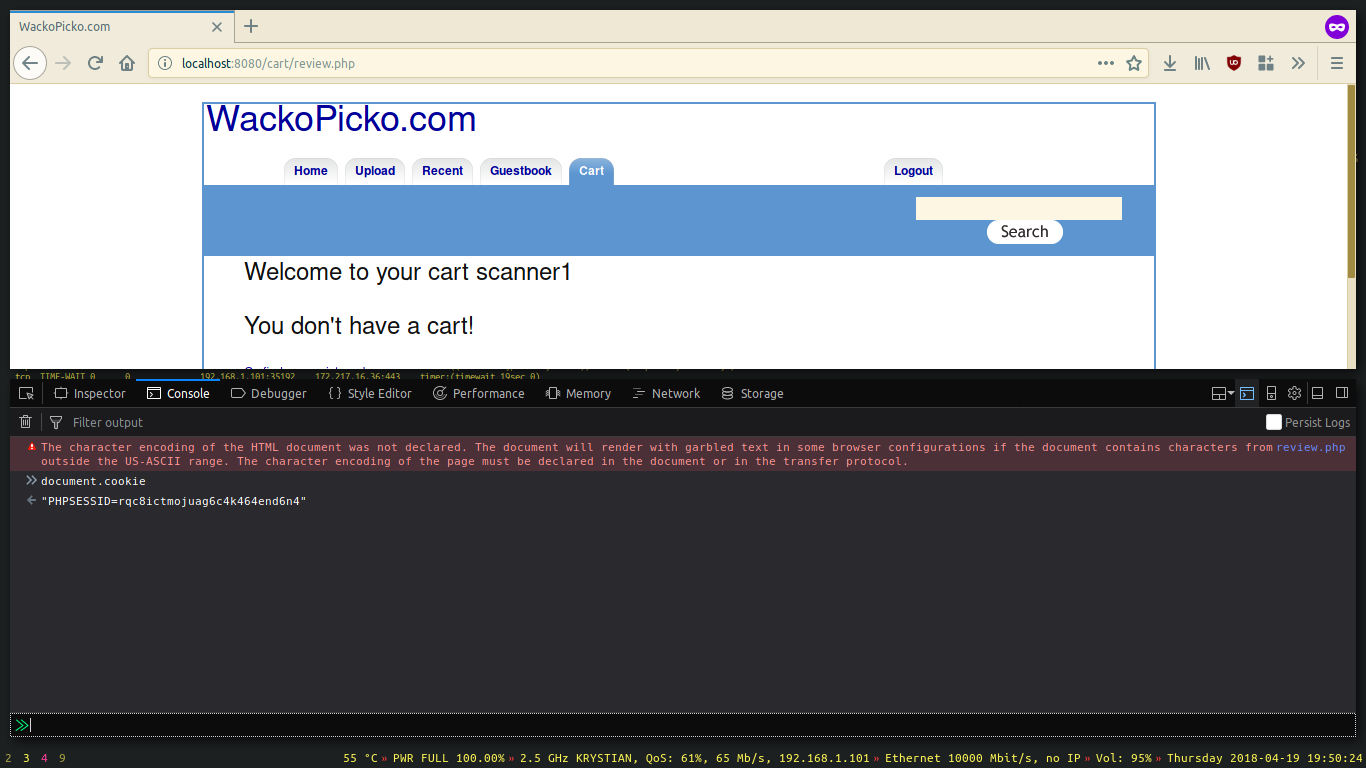 WackoPicko.com
localhost:8080/cart/review.php
WackoPicko.com
Home Upload Recent Guestbook Cart Logout
Search
Welcome to your cart scanner1
You don't have a cart!
tcp TIME-WAIT 0 0 192.168.1.101:35192 172.217.16.36:443 timer:(timewait,19sec,0)
Inspector Console Debugger Style Editor Performance Memory Network Storage
Filter output Persist Logs
The character encoding of the HTML document was not declared. The document will render with garbled text in some browser configurations if the document contains characters from review.php
outside the US-ASCII range. The character encoding of the page must be declared in the document or in the transfer protocol.
document.cookie
"PHPSESSID=rqc8ictmojuag6c4k464end6n4"
2 3 4 9 55 °C» PWR FULL 100.00%» 2.5 GHz KRYSTIAN, QoS: 61%, 65 Mb/s, 192.168.1.101» Ethernet 10000 Mbit/s, no IP» Vol: 95%» Thursday 2018-04-19 19:50:24